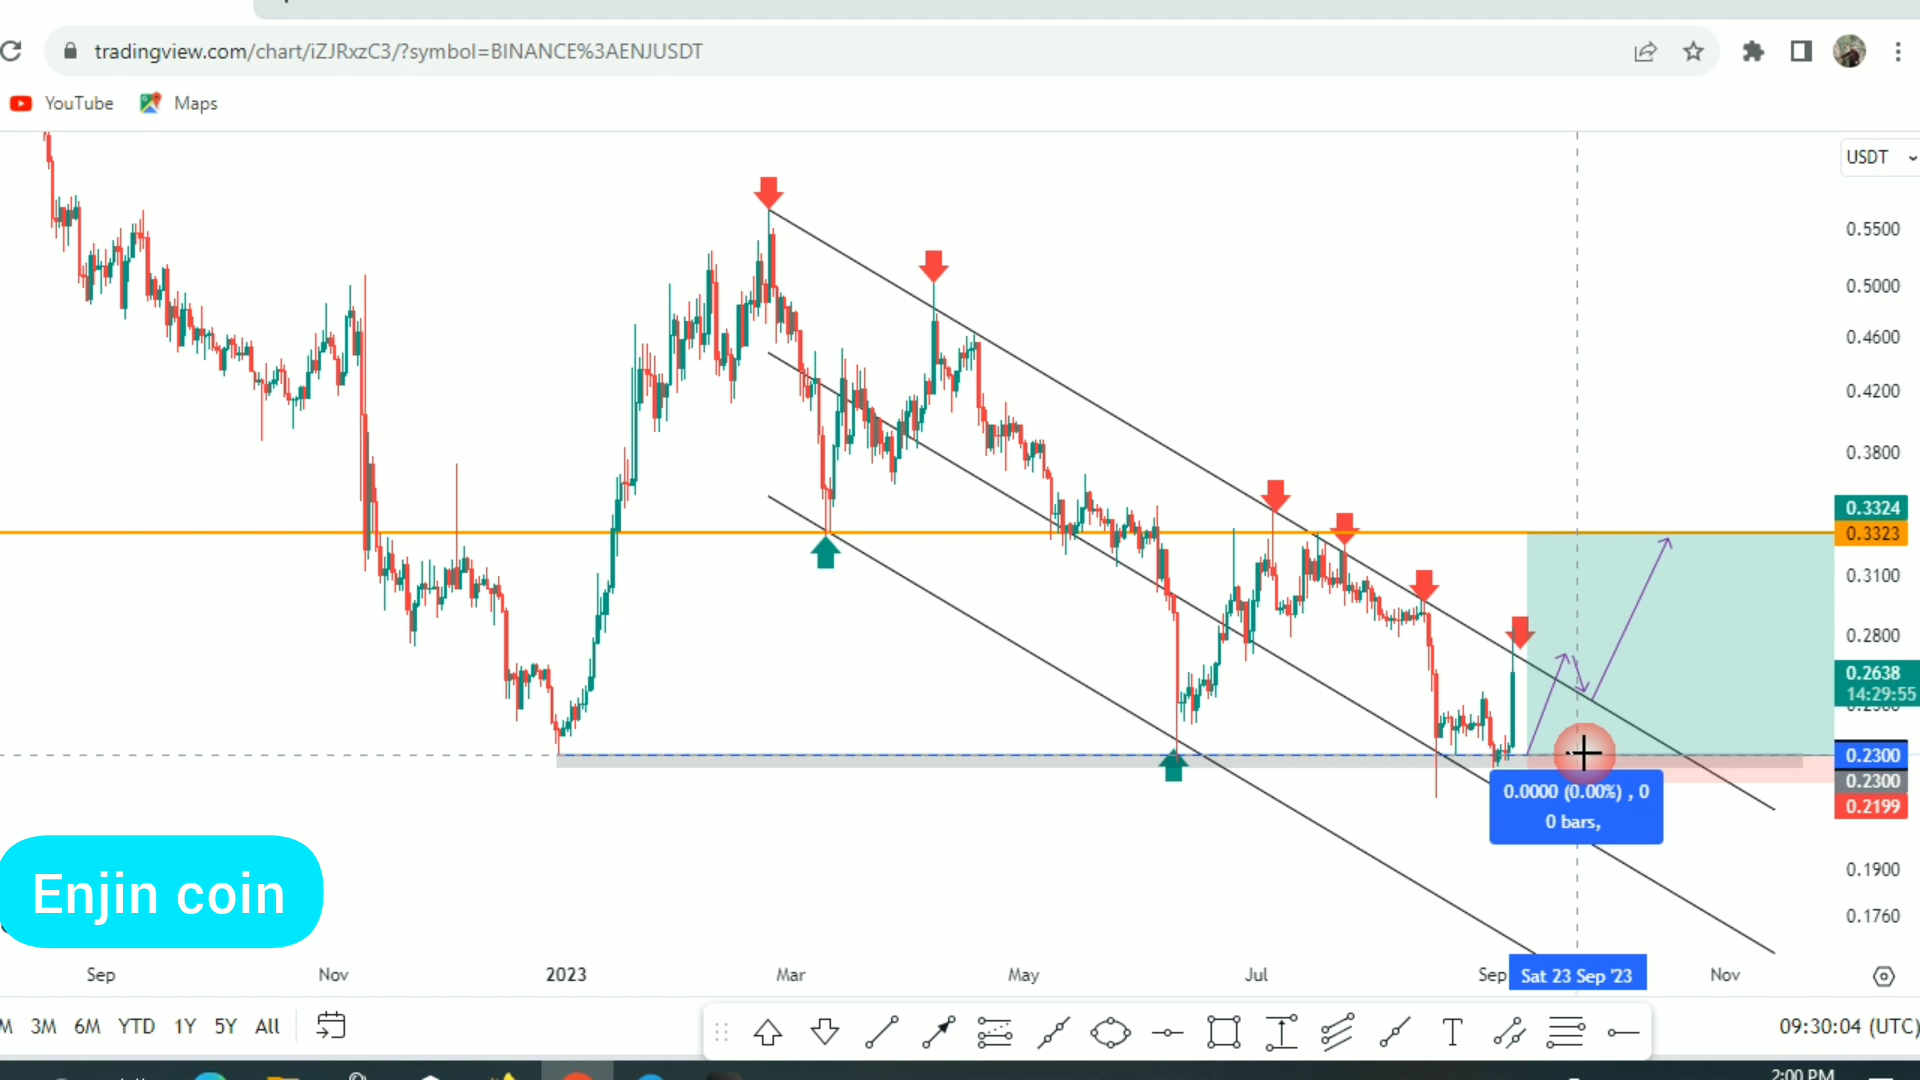 tradingview.com/chart/iZJRxzC3/?symbol=BINANCE%3AENJUSDT
YouTube
Maps
USDT
0.5500
0.5000
0.4600
0.4200
0.3800
0.3324
0.3323
0.3100
0.2800
0.2638
14:29:55
0.2300
0.2300
0.2199
0.1900
0.1760
0.0000 (0.00%) , 0
0 bars,
Enjin coin
Sep
Nov
2023
Mar
May
Jul
Sep
Sat 23 Sep '23
Nov
M 3M 6M YTD 1Y 5Y All
T
09:30:04 (UTC)
2:00 PM